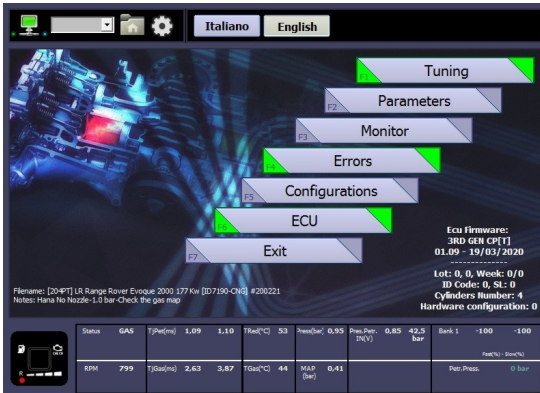 Italiano English
F1 Tuning
F2 Parameters
F3 Monitor
F4 Errors
F5 Configurations
F6 ECU
F7 Exit
Ecu Firmware:
3RD GEN CP[T]
01.09 - 19/03/2020
--------------
Lot: 0, 0, Week: 0/0
ID Code: 0, SL: 0
Cylinders Number: 4
Hardware configuration: 0
Filename: [204PT] LR Range Rover Evoque 2000 177 Kw [ID7190-CNG] #200221
Notes: Hana No Nozzle-1.0 bar-Check the gas map
Status GAS TjPet(ms) 1,09 1,10 TRed(°C) 53 Press(bar) 0,95 Pres.Petr. IN(V) 0,85 42,5 bar Bank 1 -100 -100
Fast(%) - Slow(%)
RPM 799 TjGas(ms) 2,63 3,87 TGas(°C) 44 MAP (bar) 0,41 Petr.Press. 0 bar
R